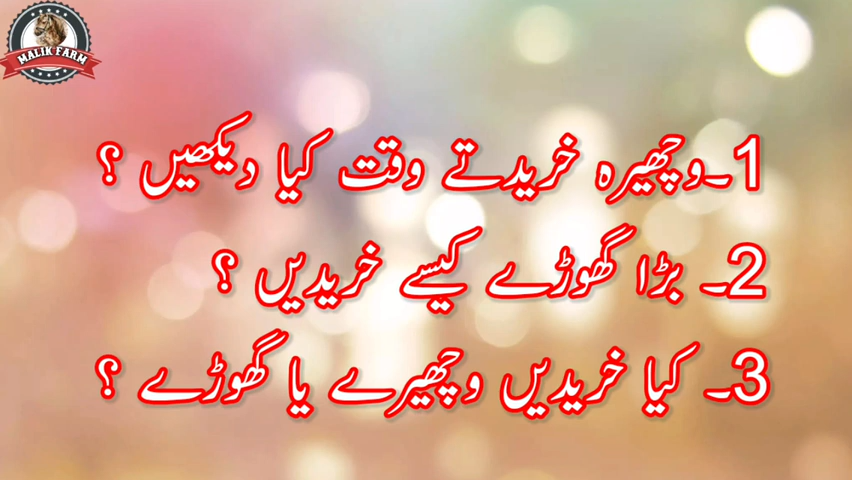 MALIK FARM
1۔وچھیرہ خریدتے وقت کیا دیکھیں ؟
2۔ بڑا گھوڑے کیسے خریدیں ؟
3۔ کیا خریدیں وچھیرے یا گھوڑے ؟